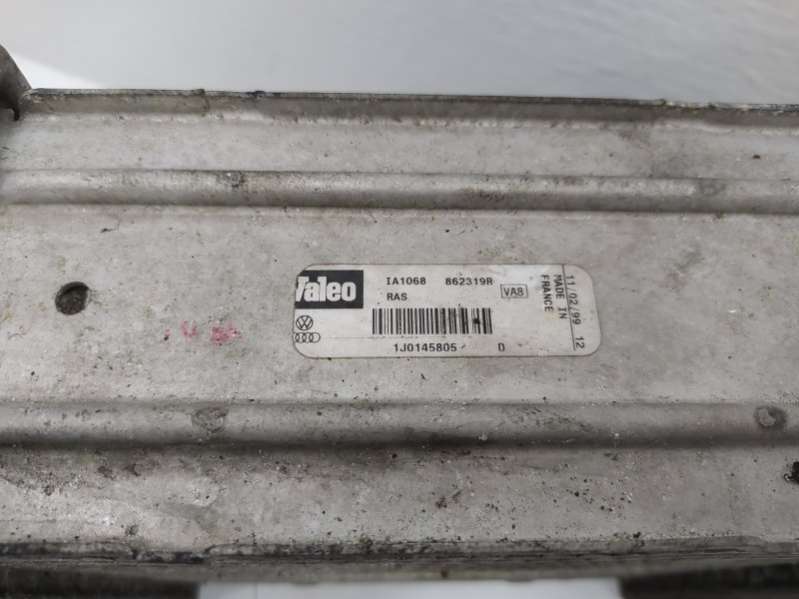 Valeo
IA1068 862319R
RAS
VA8
1J0145805 D
11/02/99 12
MADE IN
FRANCE